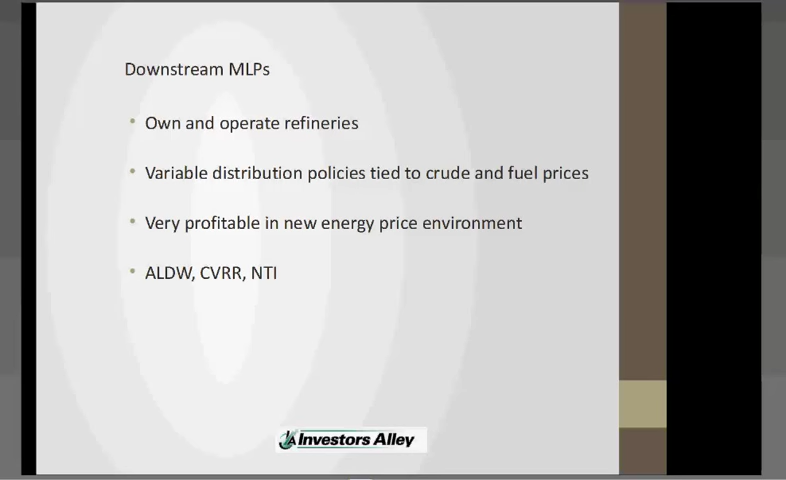 Downstream MLPs
• Own and operate refineries
• Variable distribution policies tied to crude and fuel prices
• Very profitable in new energy price environment
• ALDW, CVRR, NTI
Investors Alley